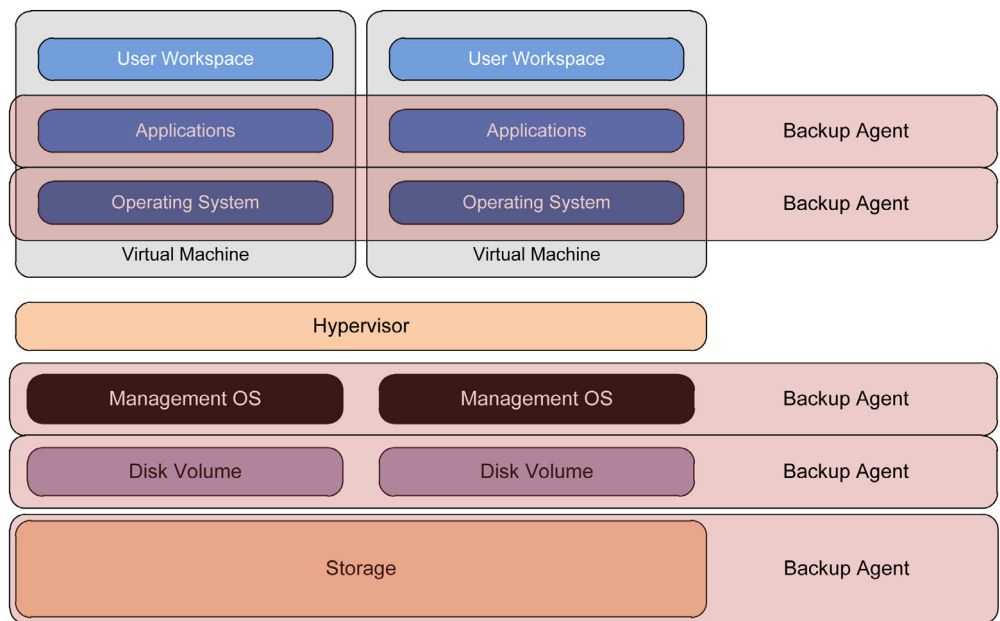 User Workspace User Workspace
Applications Applications Backup Agent
Operating System Operating System Backup Agent
Virtual Machine Virtual Machine
Hypervisor
Management OS Management OS Backup Agent
Disk Volume Disk Volume Backup Agent
Storage Backup Agent